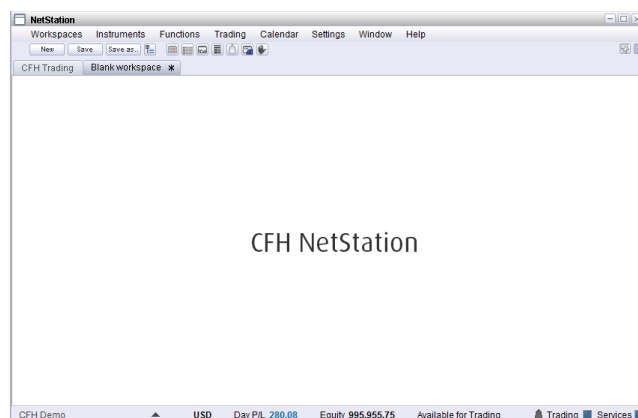 NetStation
Workspaces Instruments Functions Trading Calendar Settings Window Help
New Save Save as..
CFH Trading Blank workspace
CFH NetStation
CFH Demo USD Day P/L 280.08 Equity 995,955.75 Available for Trading Trading Services